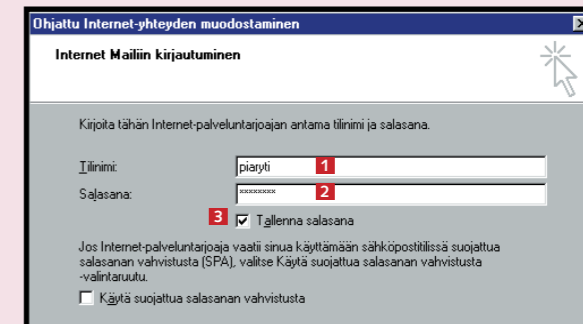 Ohjattu Internet-yhteyden muodostaminen
Internet Mailiin kirjautuminen
Kirjoita tähän Internet-palveluntarjoajan antama tilinimi ja salasana.
Tilinimi: piaryti 1
Salasana: xxxxxxxx 2
3 Tallenna salasana
Jos Internet-palveluntarjoaja vaatii sinua käyttämään sähköpostitilissä suojattua
salasanan vahvistusta (SPA), valitse Käytä suojattua salasanan vahvistusta
-valintaruutu.
Käytä suojattua salasanan vahvistusta